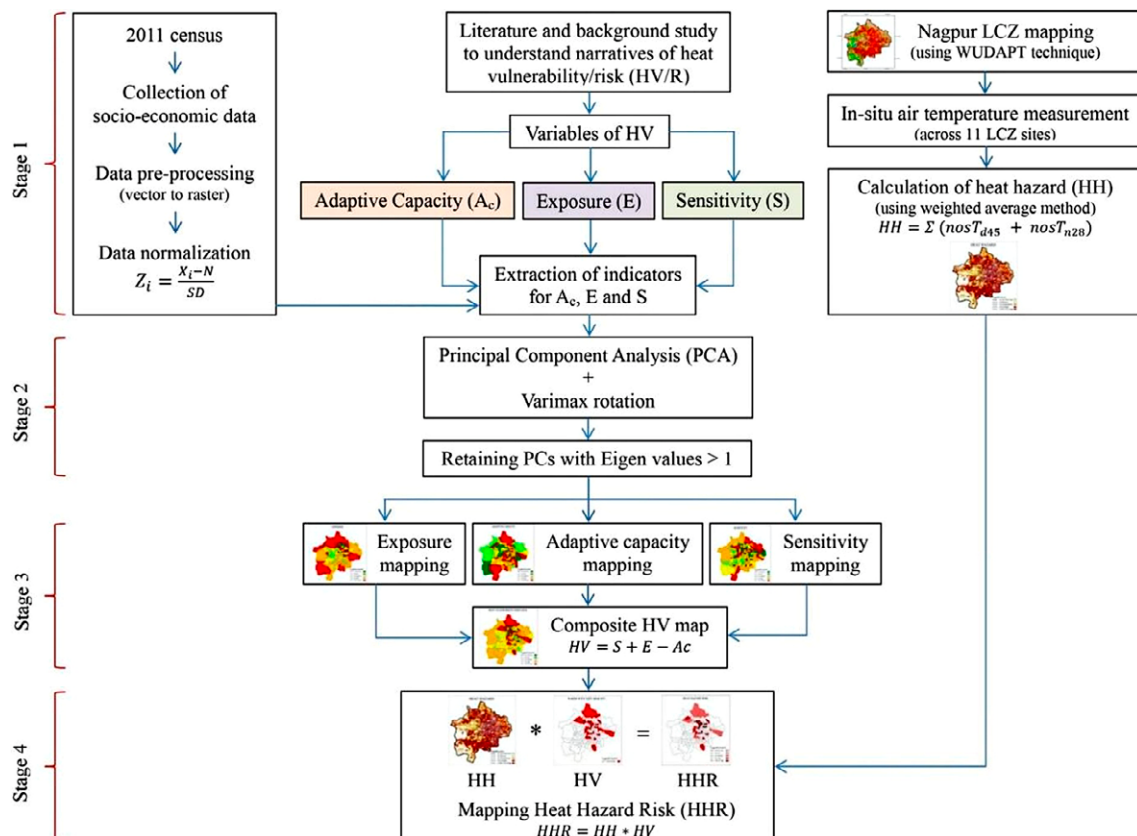 Stage 1
2011 census
Collection of
socio-economic data
Data pre-processing
(vector to raster)
Data normalization
Z_i = (X_i−N)/SD
Literature and background study
to understand narratives of heat
vulnerability/risk (HV/R)
Variables of HV
Adaptive Capacity (A_c)
Exposure (E)
Sensitivity (S)
Extraction of indicators
for A_c, E and S
Nagpur LCZ mapping
(using WUDAPT technique)
In-situ air temperature measurement
(across 11 LCZ sites)
Calculation of heat hazard (HH)
(using weighted average method)
HH = Σ (nosT_d45 + nosT_n28)
Stage 2
Principal Component Analysis (PCA)
+
Varimax rotation
Retaining PCs with Eigen values > 1
Stage 3
Exposure
mapping
Adaptive capacity
mapping
Sensitivity
mapping
Composite HV map
HV = S + E − Ac
Stage 4
* =
HH HV HHR
Mapping Heat Hazard Risk (HHR)
HHR = HH * HV